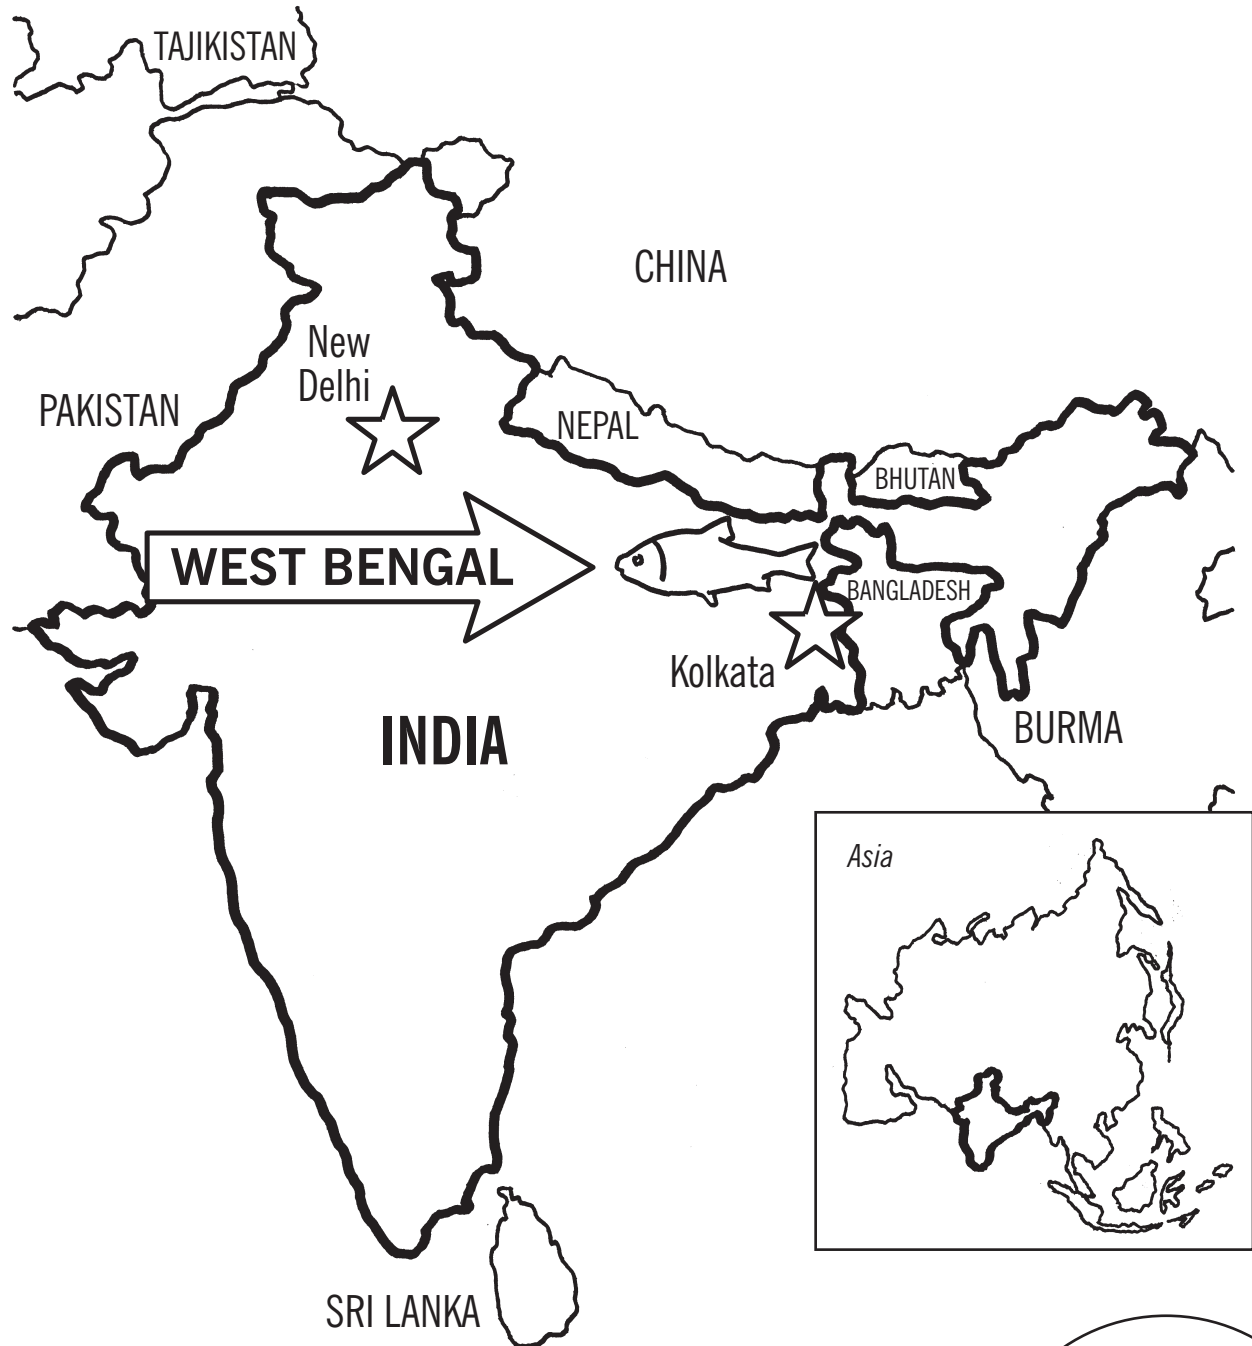 TAJIKISTAN
CHINA
New
Delhi
PAKISTAN
NEPAL
BHUTAN
WEST BENGAL
BANGLADESH
Kolkata
INDIA
BURMA
Asia
SRI LANKA